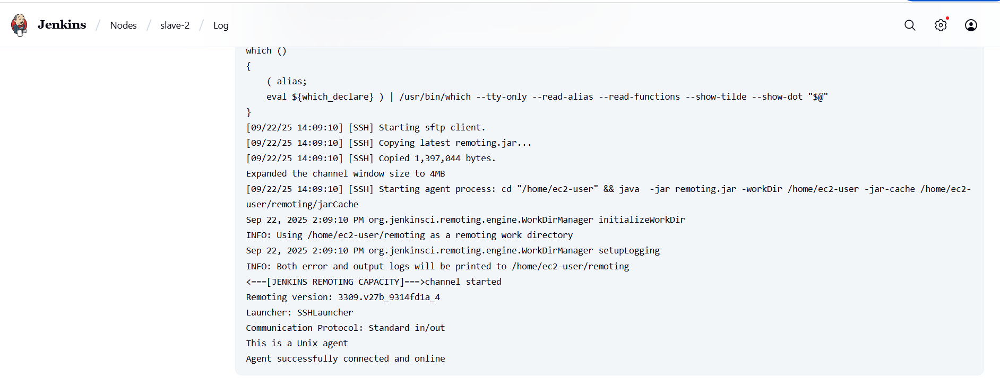 Jenkins / Nodes / slave-2 / Log
which ()
{
    ( alias;
    eval ${which_declare} ) | /usr/bin/which --tty-only --read-alias --read-functions --show-tilde --show-dot "$@"
}
[09/22/25 14:09:10] [SSH] Starting sftp client.
[09/22/25 14:09:10] [SSH] Copying latest remoting.jar...
[09/22/25 14:09:10] [SSH] Copied 1,397,044 bytes.
Expanded the channel window size to 4MB
[09/22/25 14:09:10] [SSH] Starting agent process: cd "/home/ec2-user" && java  -jar remoting.jar -workDir /home/ec2-user -jar-cache /home/ec2-
user/remoting/jarCache
Sep 22, 2025 2:09:10 PM org.jenkinsci.remoting.engine.WorkDirManager initializeWorkDir
INFO: Using /home/ec2-user/remoting as a remoting work directory
Sep 22, 2025 2:09:10 PM org.jenkinsci.remoting.engine.WorkDirManager setupLogging
INFO: Both error and output logs will be printed to /home/ec2-user/remoting
<===[JENKINS REMOTING CAPACITY]===>channel started
Remoting version: 3309.v27b_9314fd1a_4
Launcher: SSHLauncher
Communication Protocol: Standard in/out
This is a Unix agent
Agent successfully connected and online